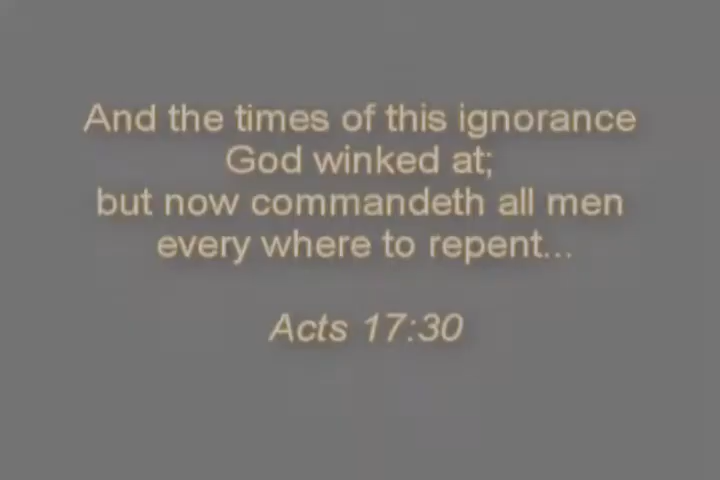 And the times of this ignorance
God winked at;
but now commandeth all men
every where to repent...
Acts 17:30